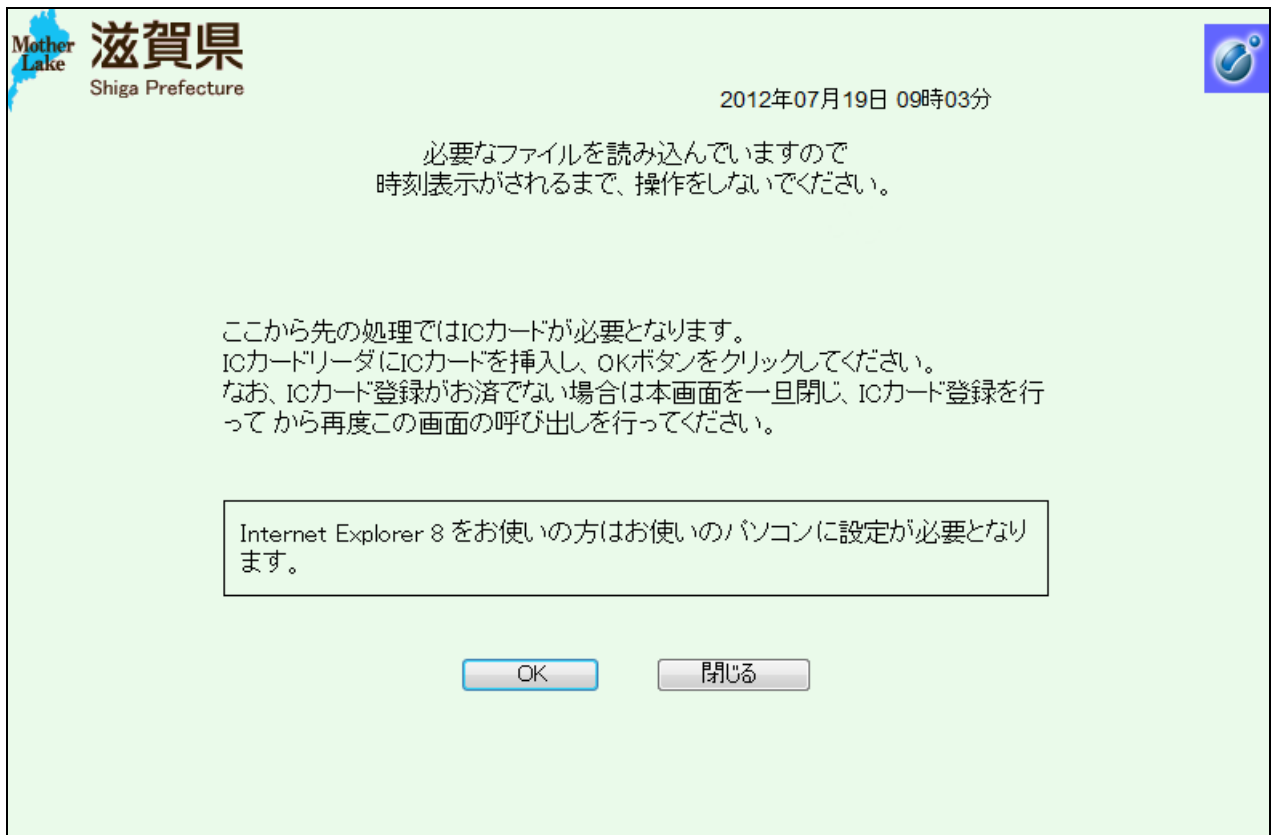 Mother
Lake
滋賀県
Shiga Prefecture
2012年07月19日 09時03分
必要なファイルを読み込んでいますので
時刻表示がされるまで、操作をしないでください。
ここから先の処理ではICカードが必要となります。
ICカードリーダにICカードを挿入し、OKボタンをクリックしてください。
なお、ICカード登録がお済でない場合は本画面を一旦閉じ、ICカード登録を行
って から再度この画面の呼び出しを行ってください。
Internet Explorer 8 をお使いの方はお使いのパソコンに設定が必要となり
ます。
OK
閉じる